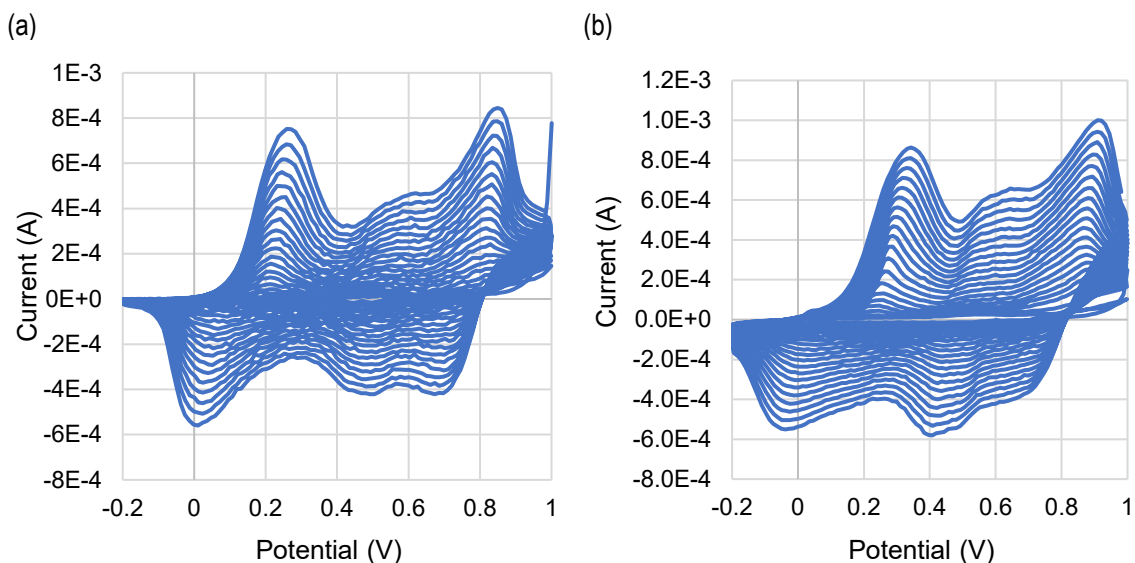 (a)
(b)
1E-3
8E-4
6E-4
4E-4
2E-4
0E+0
-2E-4
-4E-4
-6E-4
-8E-4
Current (A)
-0.2 0 0.2 0.4 0.6 0.8 1
Potential (V)
1.2E-3
1.0E-3
8.0E-4
6.0E-4
4.0E-4
2.0E-4
0.0E+0
-2.0E-4
-4.0E-4
-6.0E-4
-8.0E-4
Current (A)
-0.2 0 0.2 0.4 0.6 0.8 1
Potential (V)